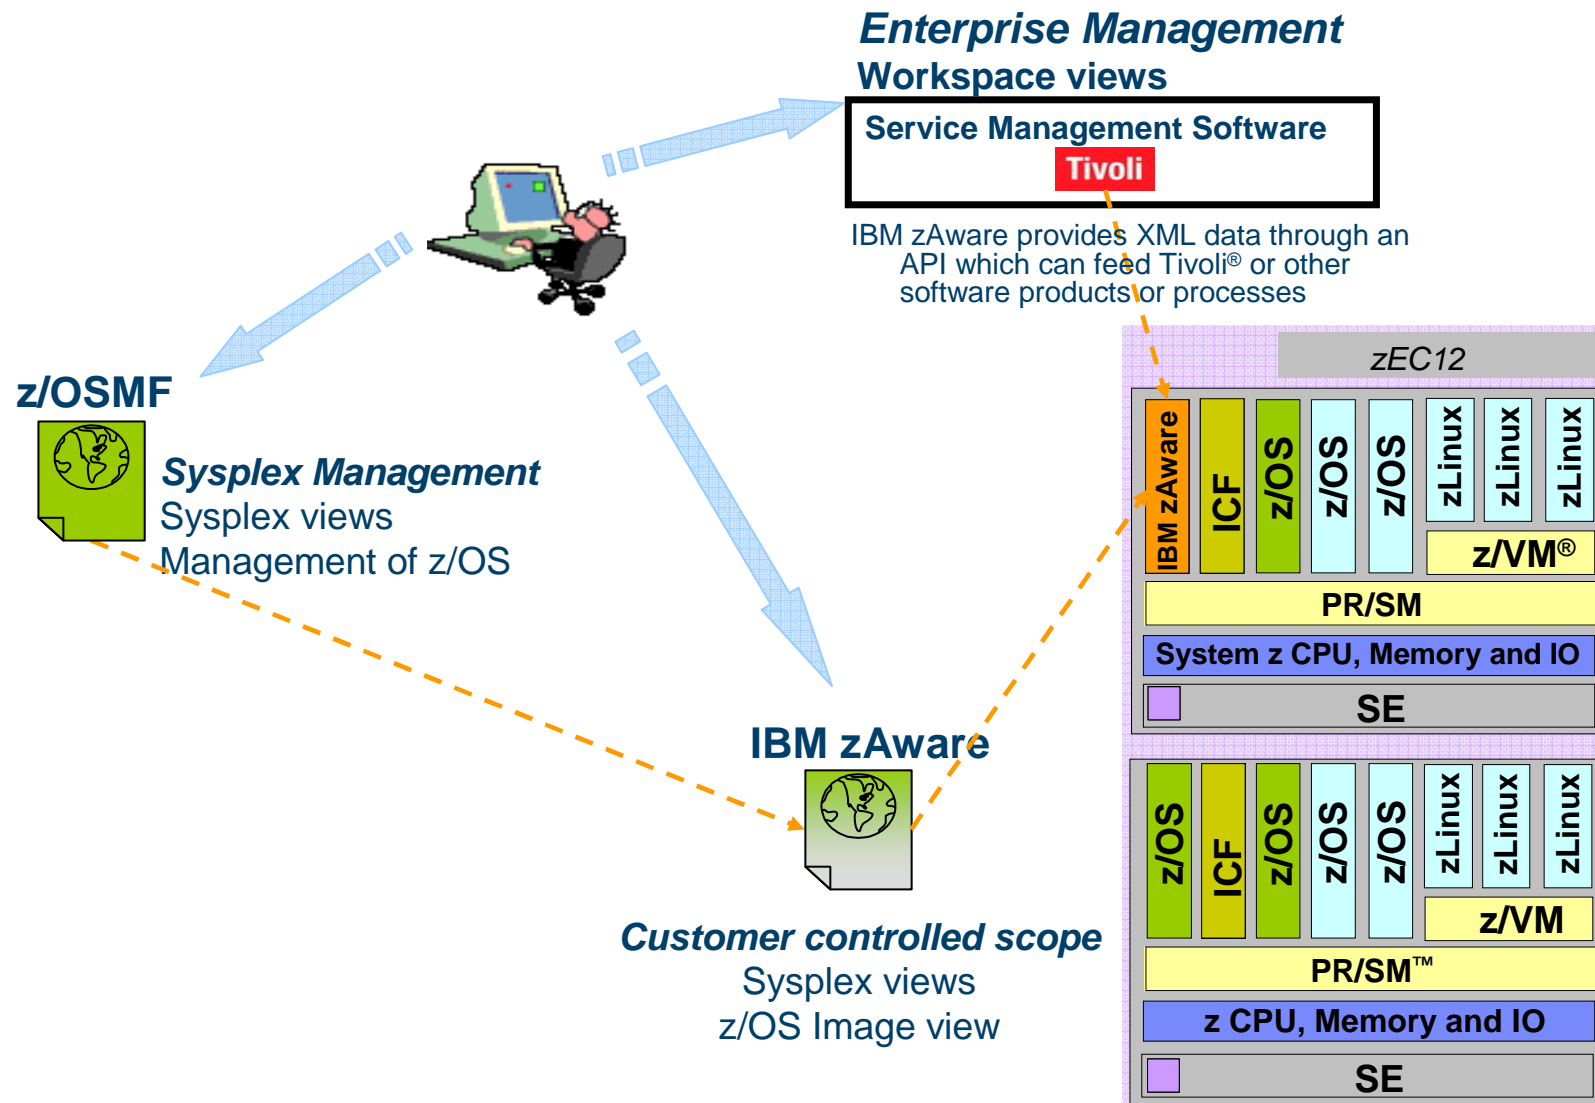 Enterprise Management
Workspace views
Service Management Software
Tivoli
IBM zAware provides XML data through an
API which can feed Tivoli® or other
software products or processes
z/OSMF
Sysplex Management
Sysplex views
Management of z/OS
IBM zAware
Customer controlled scope
Sysplex views
z/OS Image view
zEC12
IBM zAware
ICF
z/OS
z/OS
z/OS
zLinux
zLinux
zLinux
z/VM®
PR/SM
System z CPU, Memory and IO
SE
z/OS
ICF
z/OS
z/OS
z/OS
zLinux
zLinux
zLinux
z/VM
PR/SM™
z CPU, Memory and IO
SE